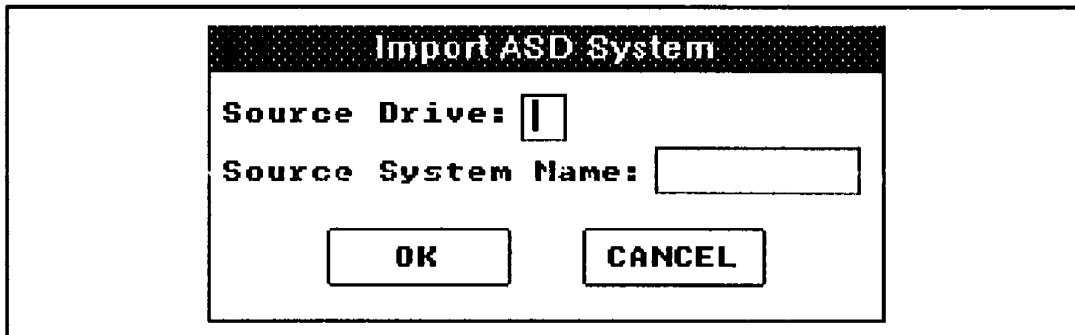 Import ASD System
Source Drive:
Source System Name:
OK CANCEL